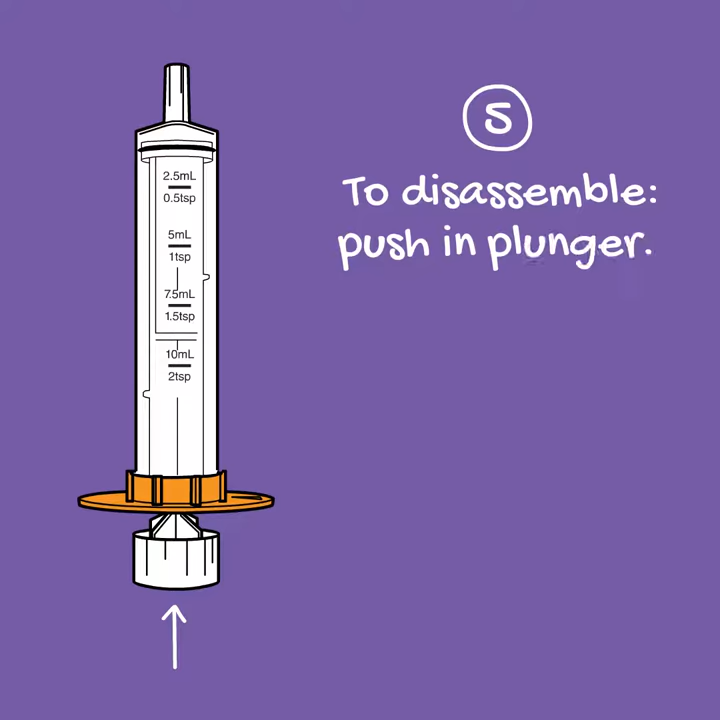 5
To disassemble:
push in plunger.
2.5mL
0.5tsp
5mL
1tsp
7.5mL
1.5tsp
10mL
2tsp